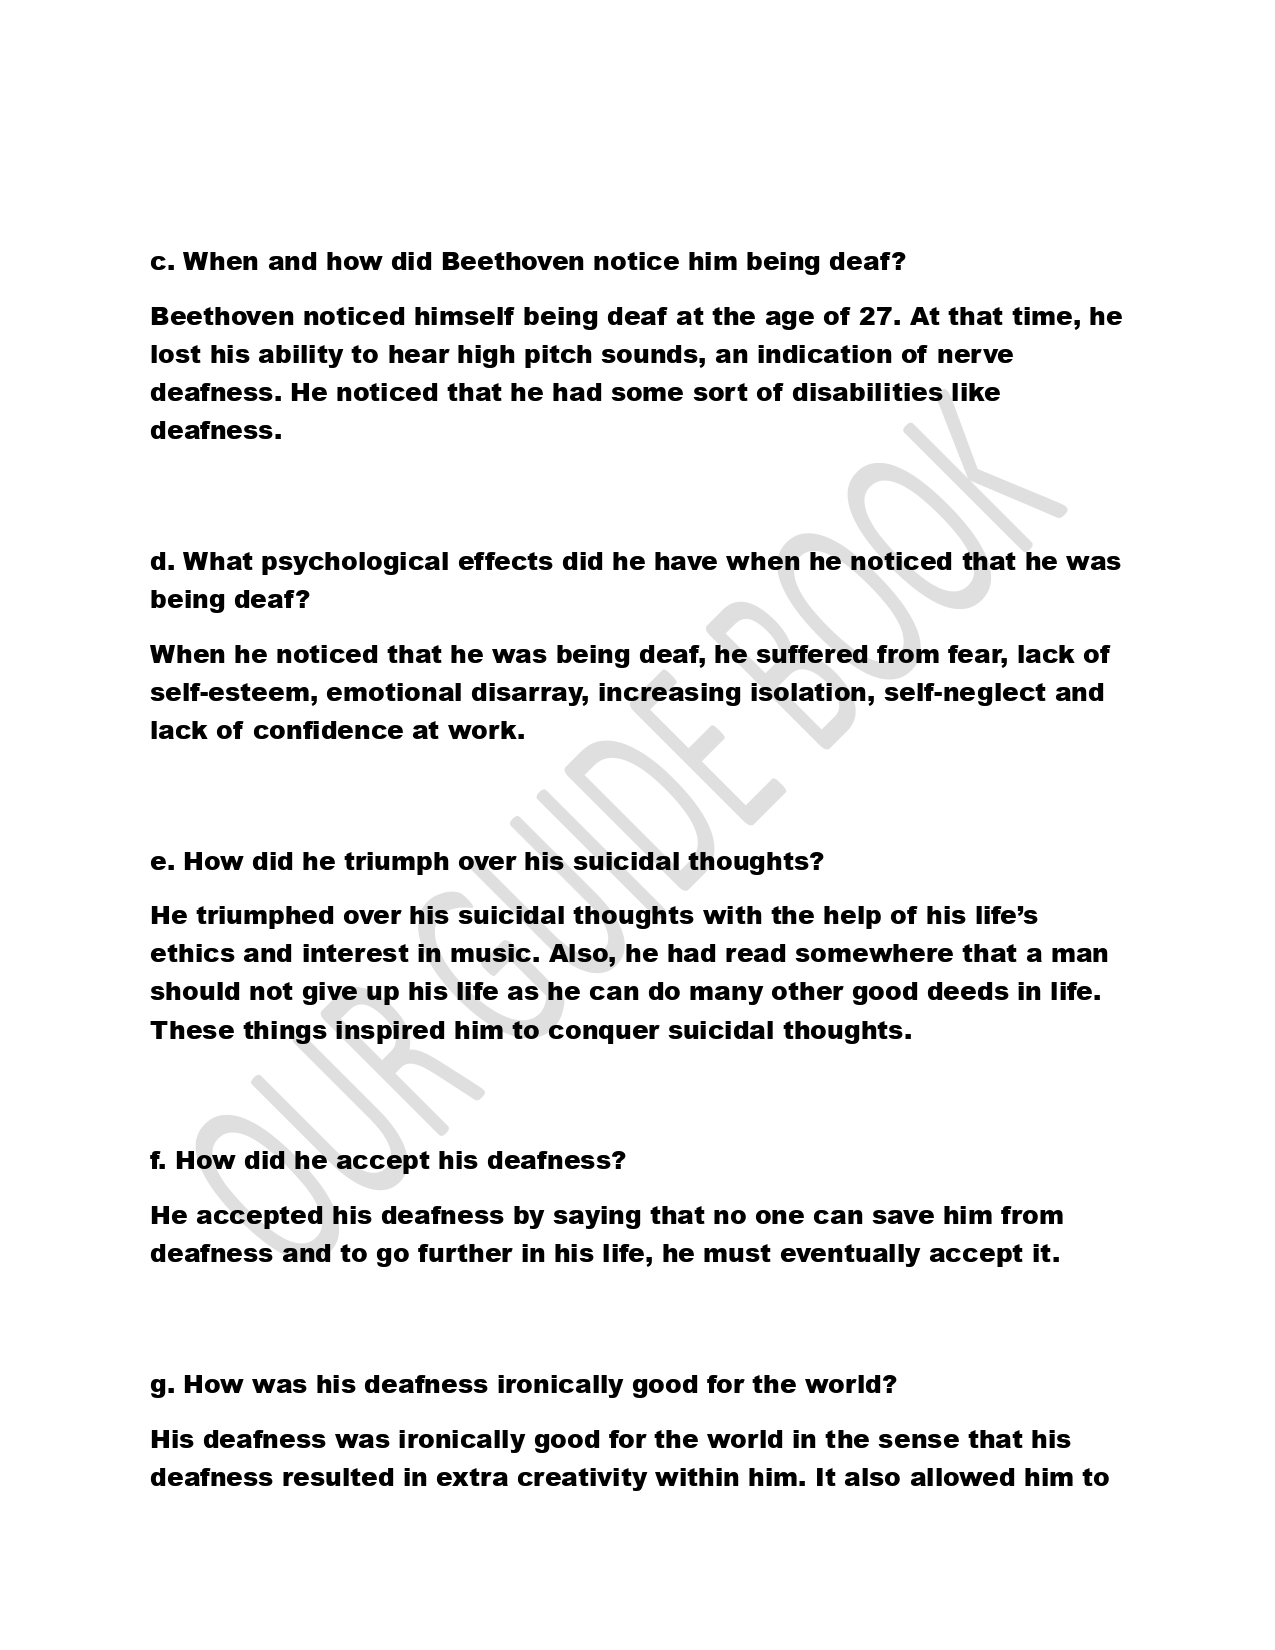 c. When and how did Beethoven notice him being deaf?
Beethoven noticed himself being deaf at the age of 27. At that time, he
lost his ability to hear high pitch sounds, an indication of nerve
deafness. He noticed that he had some sort of disabilities like
deafness.
d. What psychological effects did he have when he noticed that he was
being deaf?
When he noticed that he was being deaf, he suffered from fear, lack of
self-esteem, emotional disarray, increasing isolation, self-neglect and
lack of confidence at work.
e. How did he triumph over his suicidal thoughts?
He triumphed over his suicidal thoughts with the help of his life’s
ethics and interest in music. Also, he had read somewhere that a man
should not give up his life as he can do many other good deeds in life.
These things inspired him to conquer suicidal thoughts.
f. How did he accept his deafness?
He accepted his deafness by saying that no one can save him from
deafness and to go further in his life, he must eventually accept it.
g. How was his deafness ironically good for the world?
His deafness was ironically good for the world in the sense that his
deafness resulted in extra creativity within him. It also allowed him to
OUR GUIDE BOOK